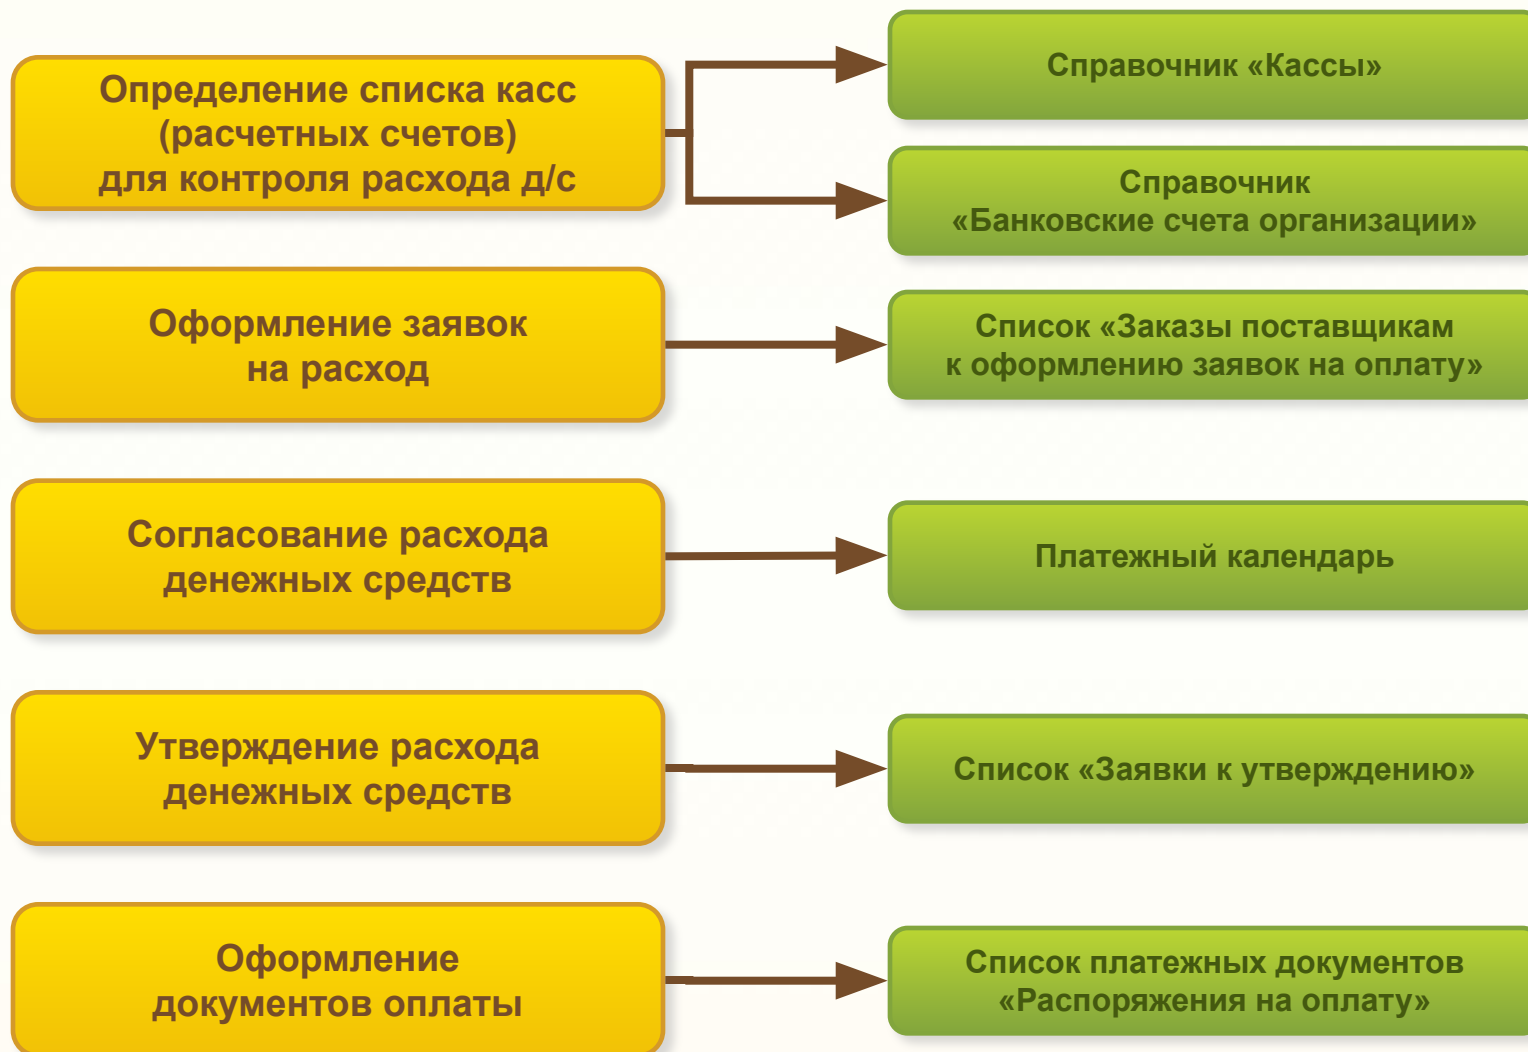 Определение списка касс
(расчетных счетов)
для контроля расхода д/с
Справочник «Кассы»
Справочник
«Банковские счета организации»
Оформление заявок
на расход
Список «Заказы поставщикам
к оформлению заявок на оплату»
Согласование расхода
денежных средств
Платежный календарь
Утверждение расхода
денежных средств
Список «Заявки к утверждению»
Оформление
документов оплаты
Список платежных документов
«Распоряжения на оплату»